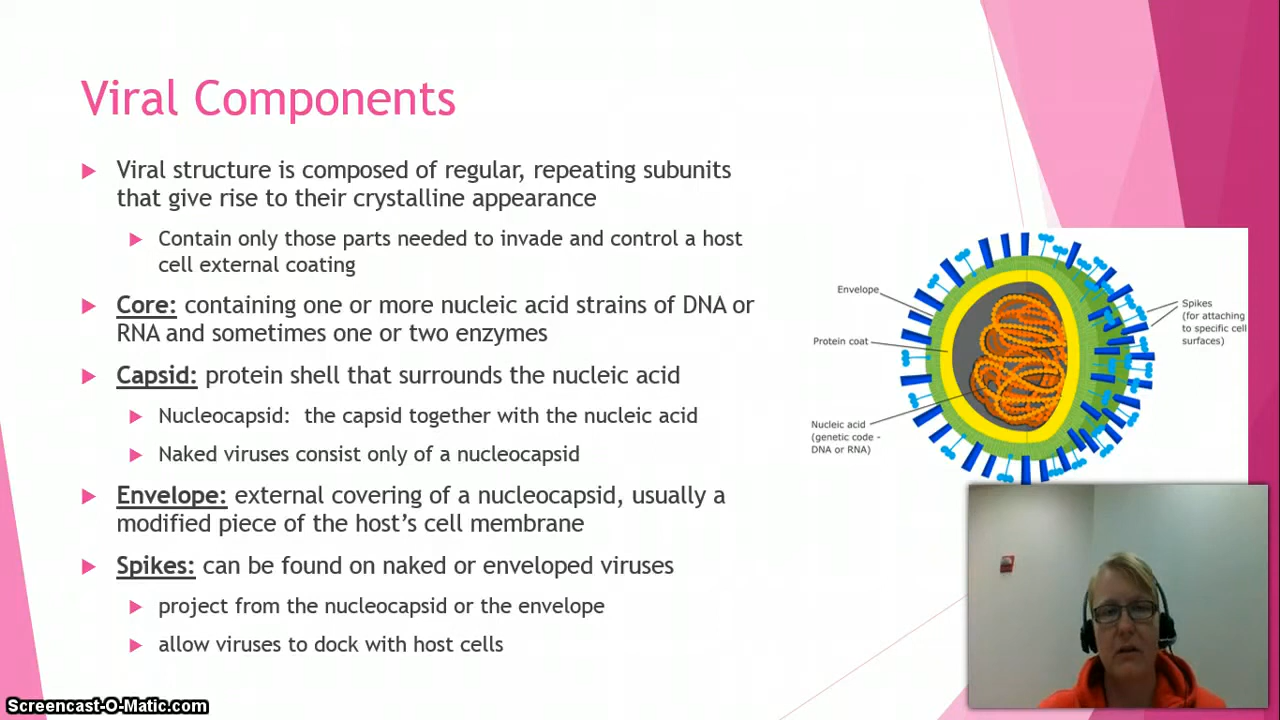 Viral Components
Viral structure is composed of regular, repeating subunits
that give rise to their crystalline appearance
Contain only those parts needed to invade and control a host
cell external coating
Core: containing one or more nucleic acid strains of DNA or
RNA and sometimes one or two enzymes
Capsid: protein shell that surrounds the nucleic acid
Nucleocapsid: the capsid together with the nucleic acid
Naked viruses consist only of a nucleocapsid
Envelope: external covering of a nucleocapsid, usually a
modified piece of the host's cell membrane
Spikes: can be found on naked or enveloped viruses
project from the nucleocapsid or the envelope
allow viruses to dock with host cells
Envelope
Protein coat
Nucleic acid
(genetic code -
DNA or RNA)
Spikes
(for attaching
to specific cell
surfaces)
Screencast-O-Matic.com